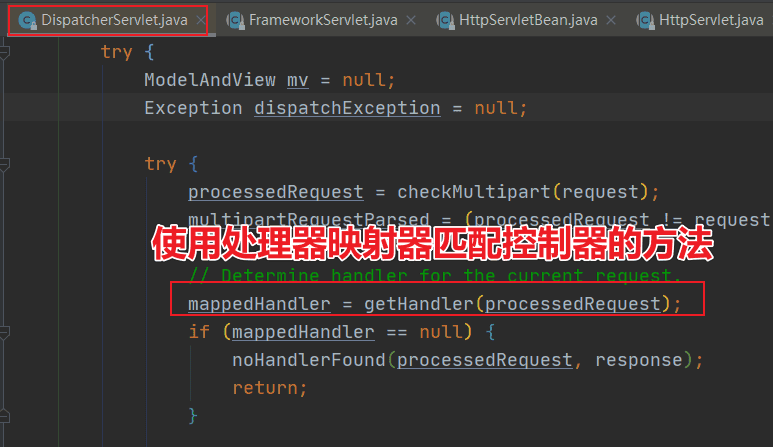 DispatcherServlet.java FrameworkServlet.java HttpServletBean.java HttpServlet.java
try {
ModelAndView mv = null;
Exception dispatchException = null;
try {
processedRequest = checkMultipart(request);
multipartRequestParsed = (processedRequest != request
使用处理器映射器匹配控制器的方法
// Determine handler for the current request.
mappedHandler = getHandler(processedRequest);
if (mappedHandler == null) {
noHandlerFound(processedRequest, response);
return;
}